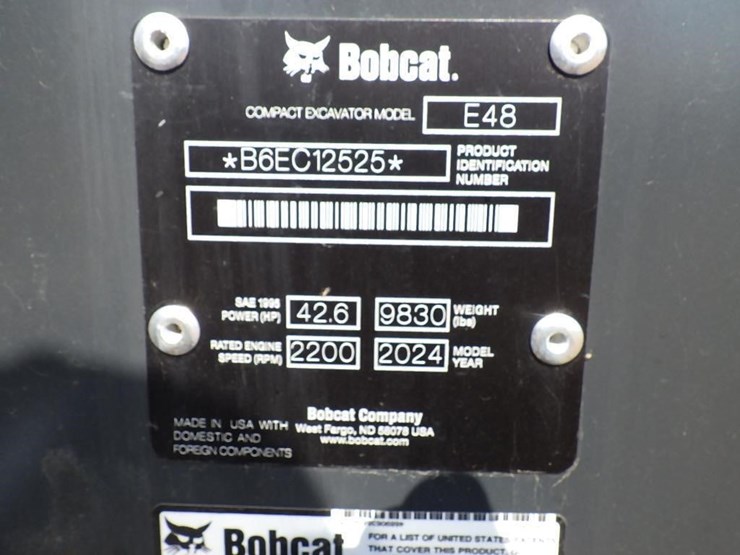 Bobcat.
COMPACT EXCAVATOR MODEL E48
*B6EC12525* PRODUCT
IDENTIFICATION
NUMBER
SAE 1995
POWER (HP) 42.6 9830 WEIGHT
(lbs)
RATED ENGINE
SPEED (RPM) 2200 2024 MODEL
YEAR
MADE IN USA WITH
DOMESTIC AND
FOREIGN COMPONENTS
Bobcat Company
West Fargo, ND 58078 USA
www.bobcat.com
Bobcat
FOR A LIST OF UNITED STATES
THAT COVER THIS PRODUCT